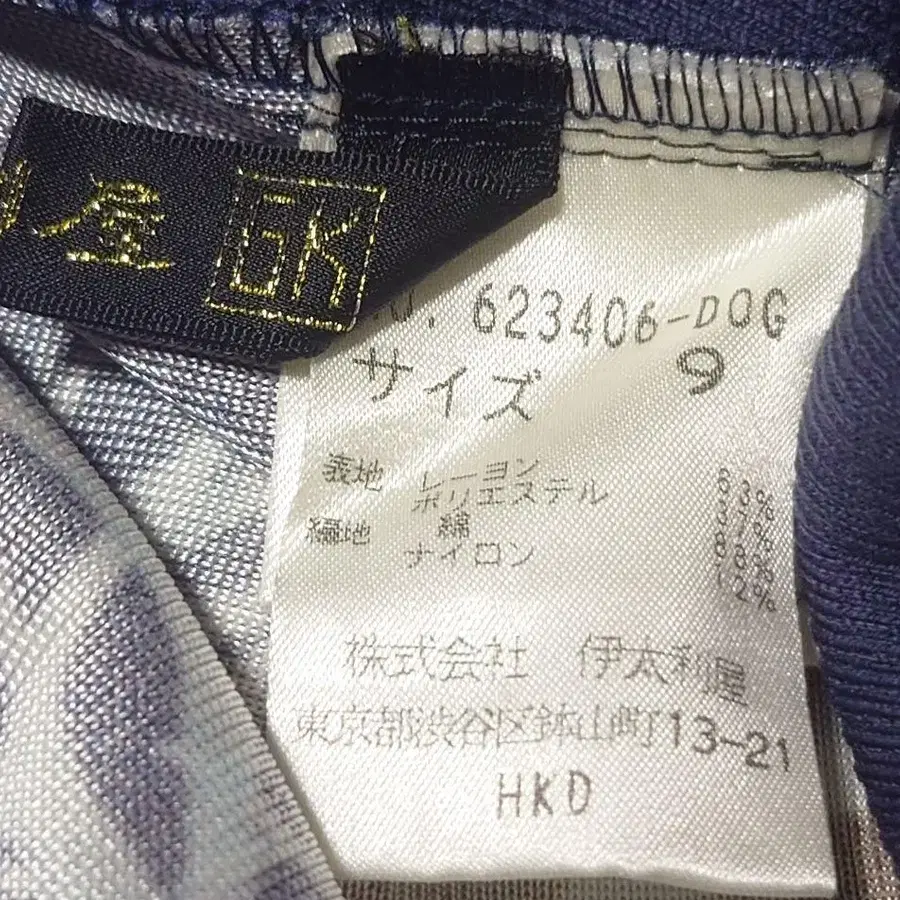 屋 GK
. 623406-DOG
サイズ 9
表地 レーヨン
ポリエステル
編地 綿
ナイロン
株式会社 伊太利屋
東京都渋谷区鉢山町13-21
HKD